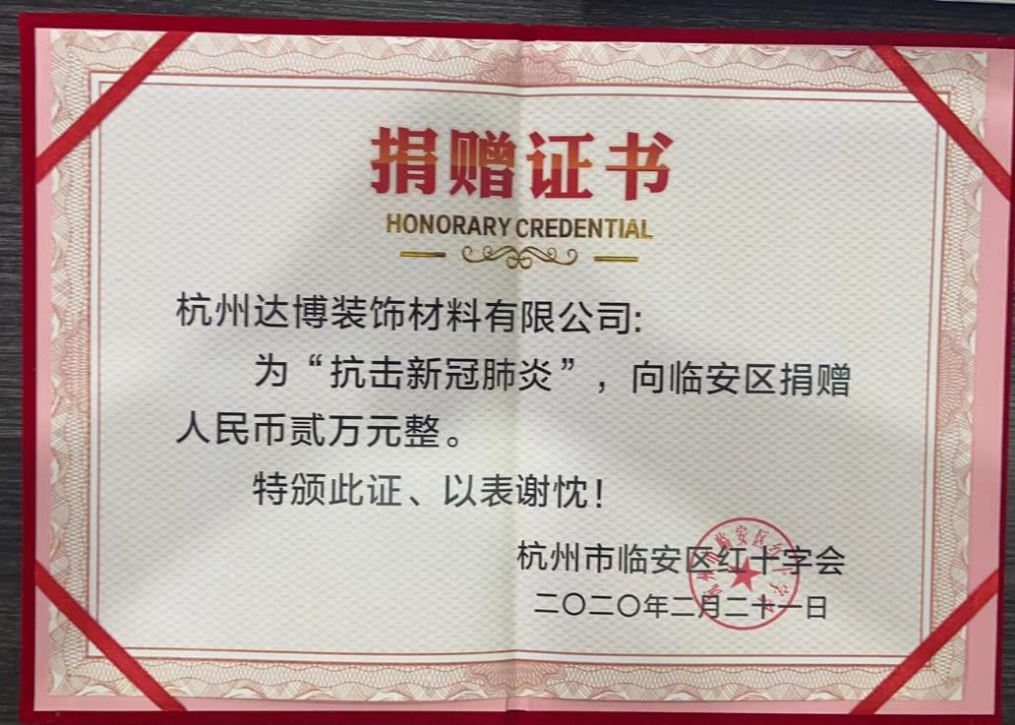 捐赠证书
HONORARY CREDENTIAL
杭州达博装饰材料有限公司:
为“抗击新冠肺炎”，向临安区捐赠
人民币贰万元整。
特颁此证、以表谢忱！
杭州市临安区红十字会
二〇二〇年二月二十一日